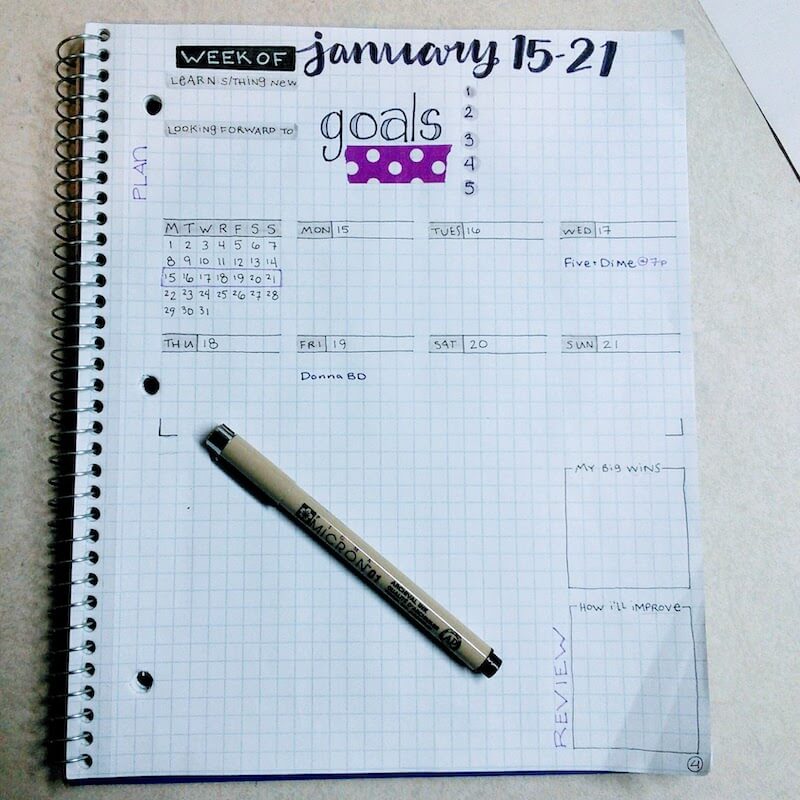 WEEK OF january 15-21
LEARN S/THING NEW
LOOKING FORWARD TO
PLAN
goals
1
2
3
4
5
M T W R F S S
1 2 3 4 5 6 7
8 9 10 11 12 13 14
15 16 17 18 19 20 21
22 23 24 25 26 27 28
29 30 31
MON 15
TUES 16
WED 17
Five + Dime @ 7p
THU 18
FRI 19
Donna BD
SAT 20
SUN 21
MY BIG WINS
HOW I'LL IMPROVE
REVIEW
MICRON 01
ARCHIVAL INK
4